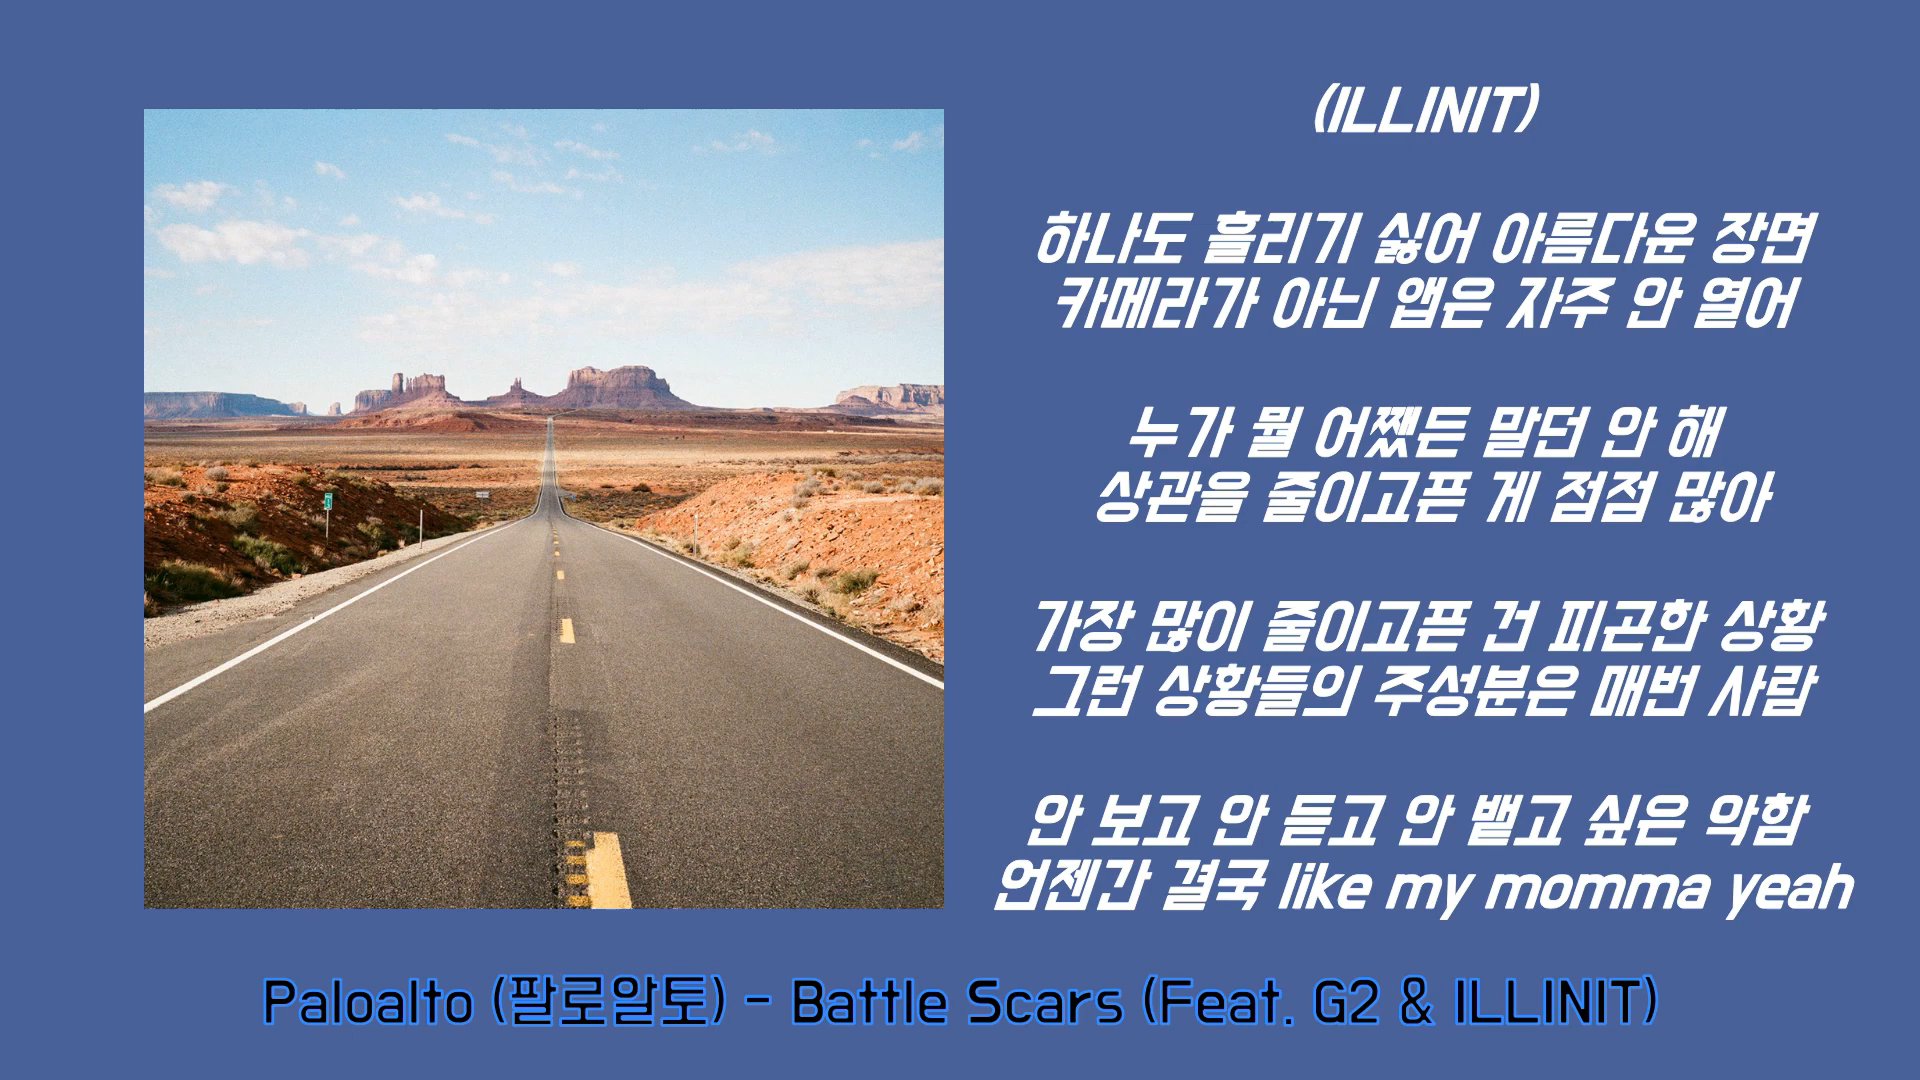 (ILLINIT)
하나도 흘리기 싫어 아름다운 장면
카메라가 아닌 앱은 자주 안 열어
누가 뭘 어쨌든 말던 안 해
상관을 줄이고픈 게 점점 많아
가장 많이 줄이고픈 건 피곤한 상황
그런 상황들의 주성분은 매번 사람
안 보고 안 듣고 안 뱉고 싶은 악함
언젠간 결국 like my momma yeah
Paloalto (팔로알토) - Battle Scars (Feat. G2 & ILLINIT)